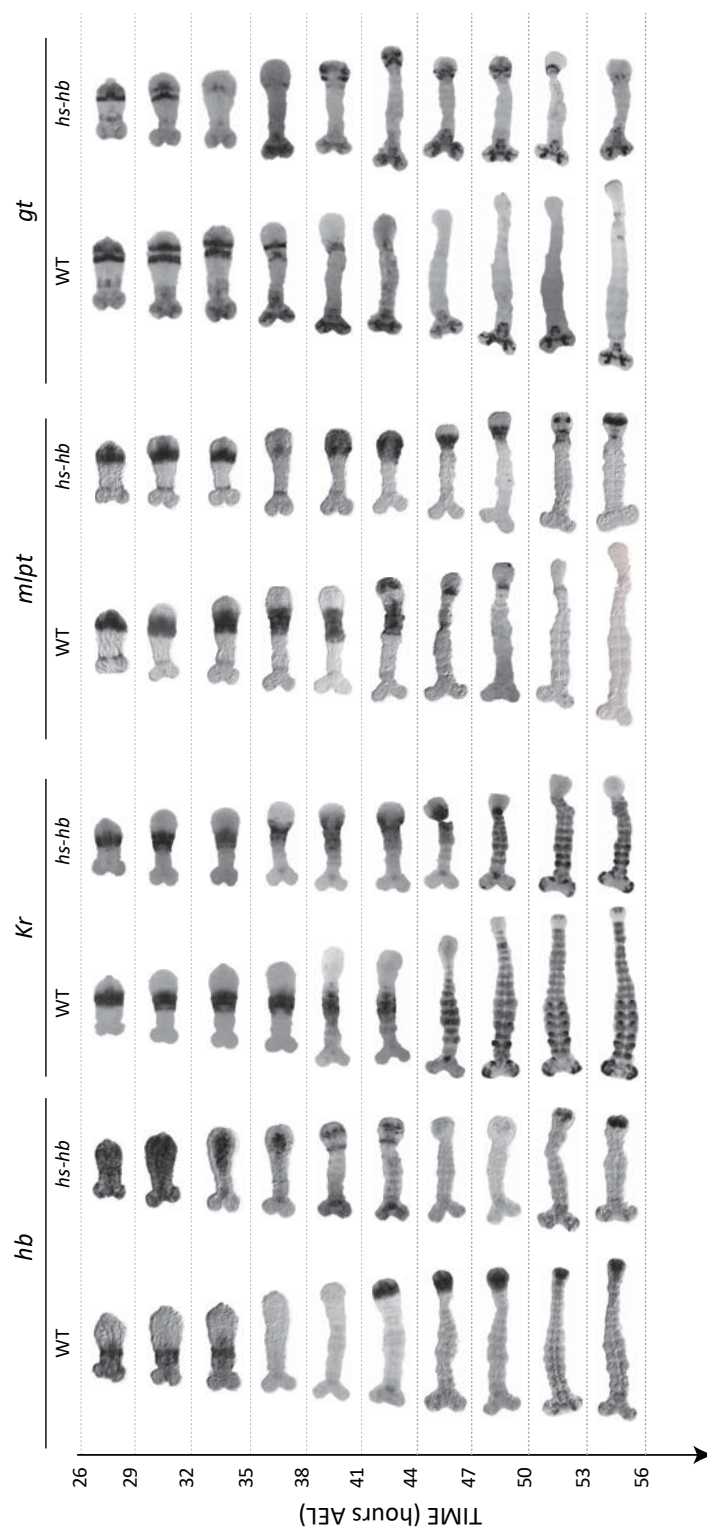 hb
Kr
mlpt
gt
WT
hs-hb
WT
hs-hb
WT
hs-hb
WT
hs-hb
26
29
32
35
38
41
44
47
50
53
56
TIME (hours AEL)